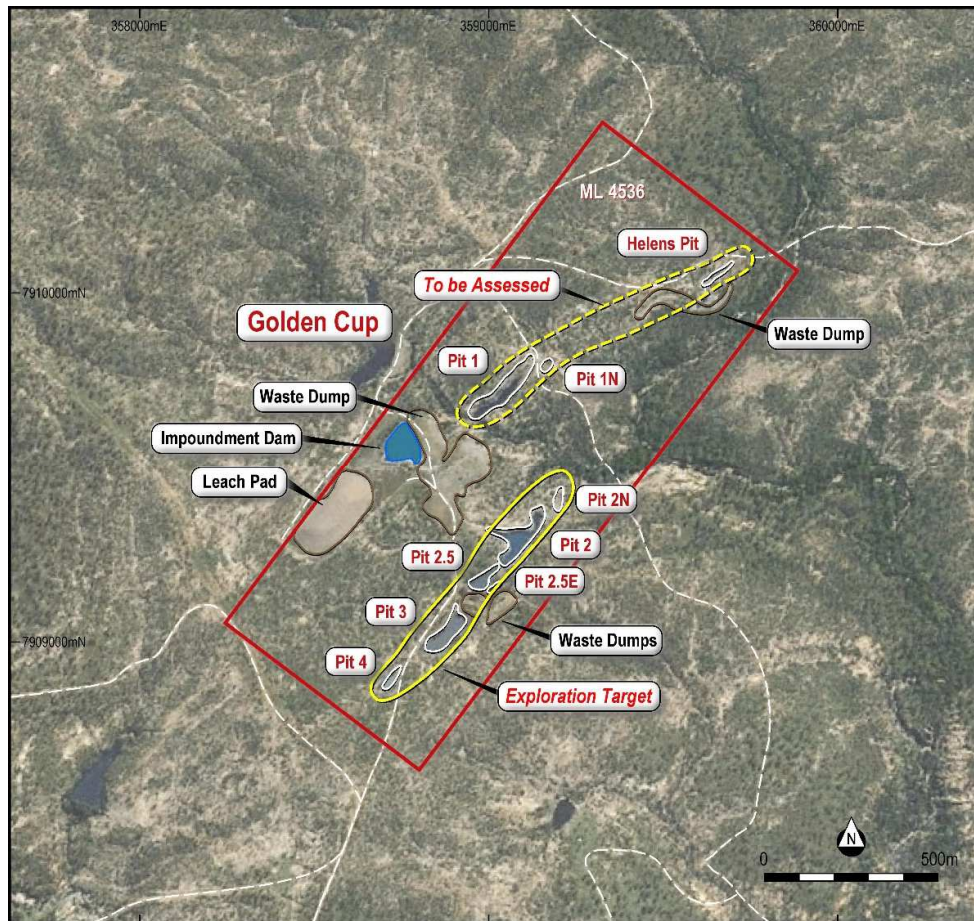 358000mE
359000mE
360000mE
ML 4536
Helens Pit
To be Assessed
7910000mN
Golden Cup
Waste Dump
Pit 1
Pit 1N
Waste Dump
Impoundment Dam
Leach Pad
Pit 2N
Pit 2
Pit 2.5
Pit 2.5E
Pit 3
Waste Dumps
7909000mN
Pit 4
Exploration Target
N
0
500m